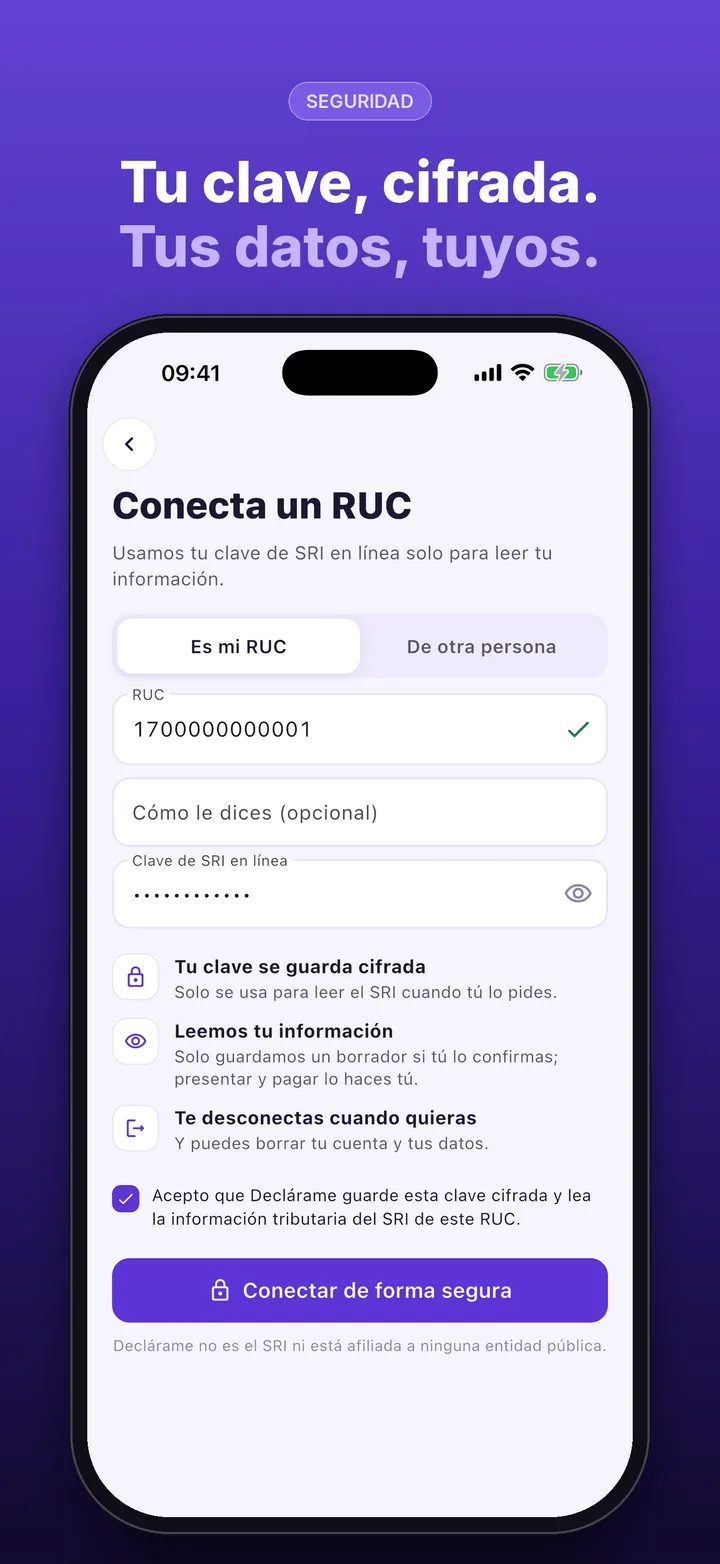 SEGURIDAD
Tu clave, cifrada.
Tus datos, tuyos.
09:41
Conecta un RUC
Usamos tu clave de SRI en línea solo para leer tu
información.
Es mi RUC
De otra persona
RUC
1700000000001
Cómo le dices (opcional)
Clave de SRI en línea
••••••••••••
Tu clave se guarda cifrada
Solo se usa para leer el SRI cuando tú lo pides.
Leemos tu información
Solo guardamos un borrador si tú lo confirmas;
presentar y pagar lo haces tú.
Te desconectas cuando quieras
Y puedes borrar tu cuenta y tus datos.
Acepto que Declárame guarde esta clave cifrada y lea
la información tributaria del SRI de este RUC.
Conectar de forma segura
Declárame no es el SRI ni está afiliada a ninguna entidad pública.